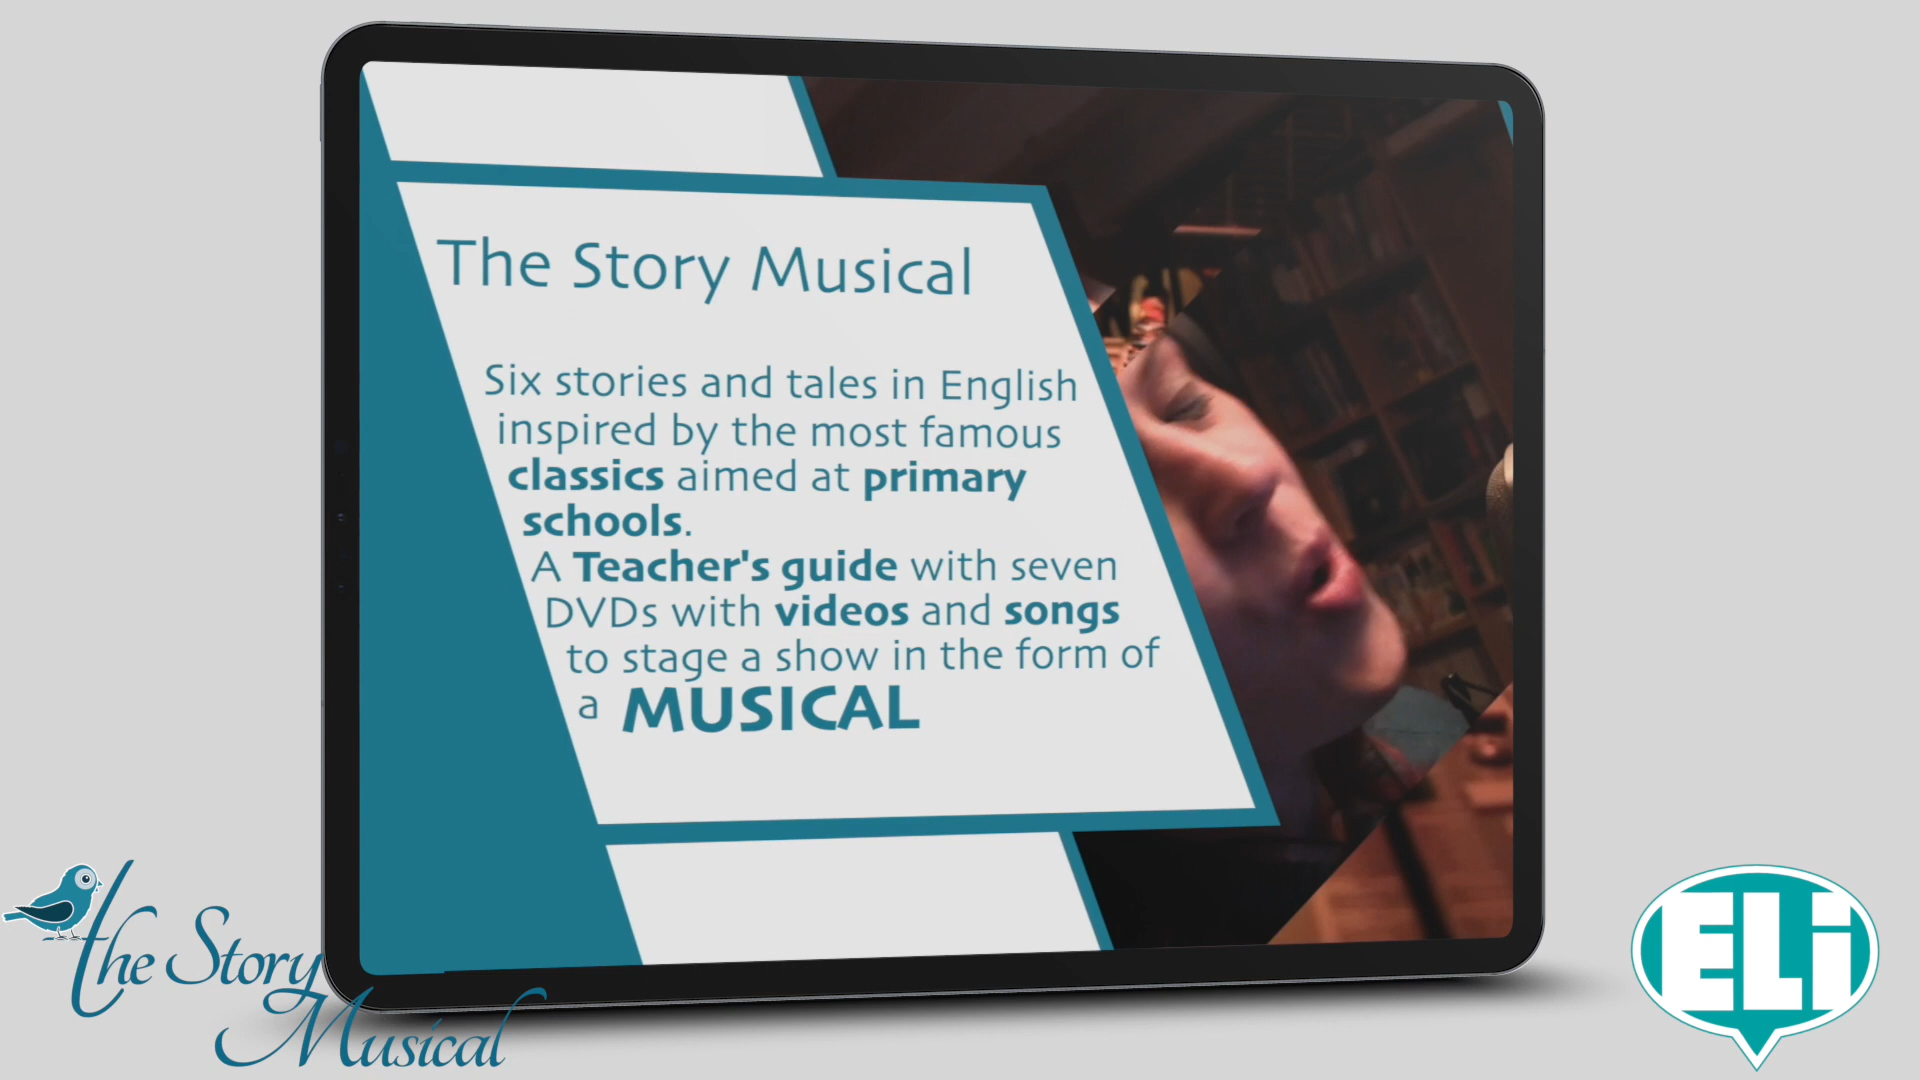 The Story Musical
Six stories and tales in English
inspired by the most famous
classics aimed at primary
schools.
A Teacher's guide with seven
DVDs with videos and songs
to stage a show in the form of
a MUSICAL
the Story
Musical
ELi